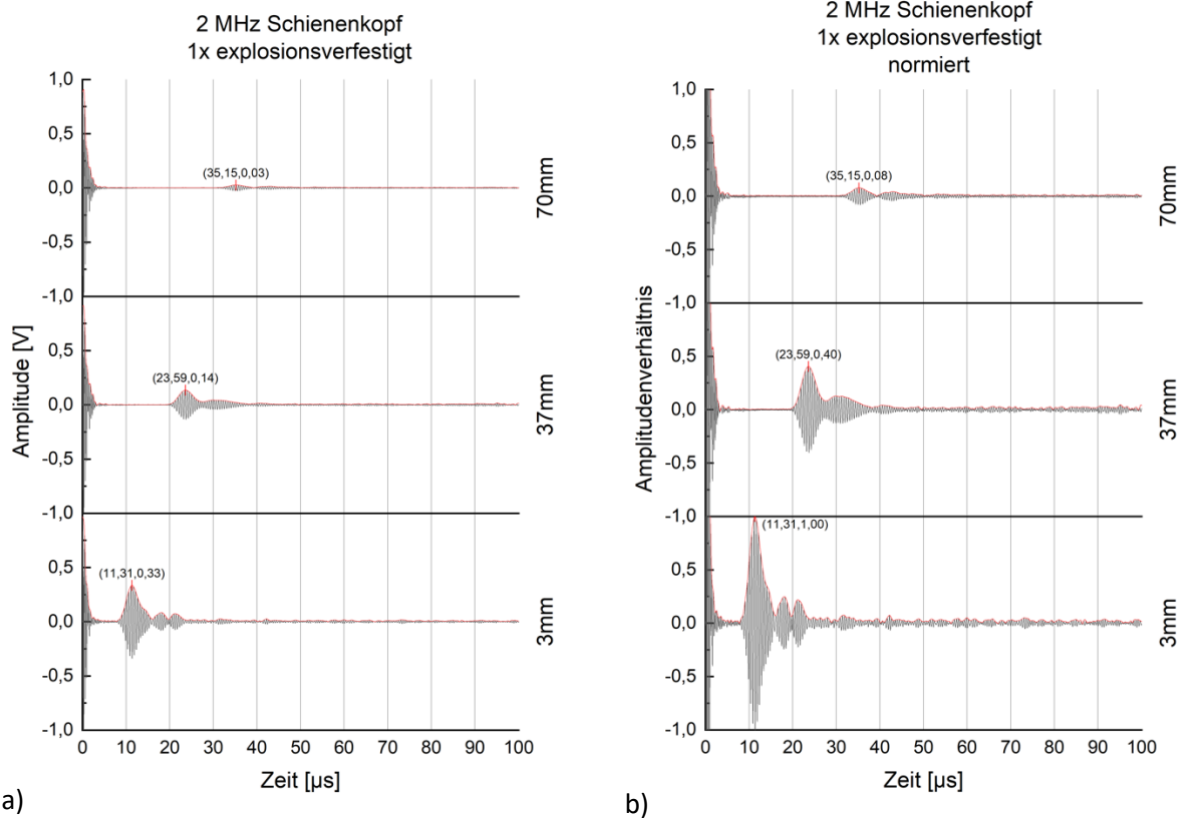 2 MHz Schienenkopf
1x explosionsverfestigt
1,0
0,5
0,0
-0,5
-1,0
(35,15,0,03)
70mm
0,5
0,0
-0,5
-1,0
(23,59,0,14)
37mm
0,5
0,0
-0,5
-1,0
(11,31,0,33)
3mm
Amplitude [V]
0 10 20 30 40 50 60 70 80 90 100
Zeit [µs]
a)
2 MHz Schienenkopf
1x explosionsverfestigt
normiert
1,0
0,5
0,0
-0,5
-1,0
(35,15,0,08)
70mm
0,5
0,0
-0,5
-1,0
(23,59,0,40)
37mm
0,5
0,0
-0,5
-1,0
(11,31,1,00)
3mm
Amplitudenverhältnis
0 10 20 30 40 50 60 70 80 90 100
Zeit [µs]
b)